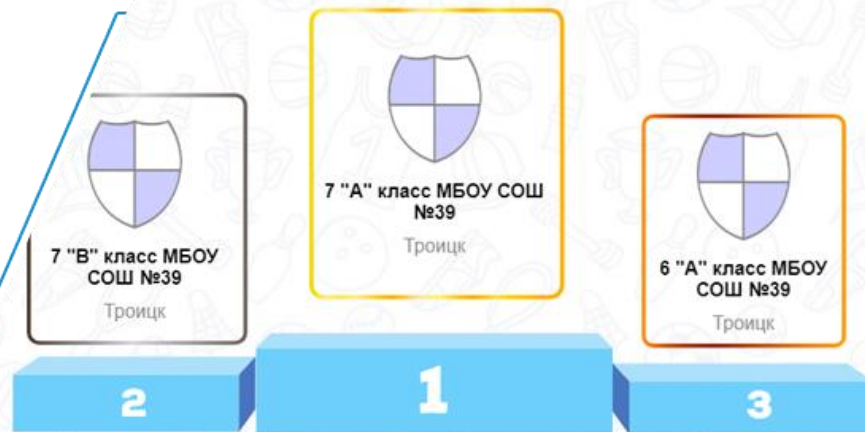 7 "В" класс МБОУ
СОШ №39
Троицк
2
7 "А" класс МБОУ СОШ
№39
Троицк
1
6 "А" класс МБОУ
СОШ №39
Троицк
3